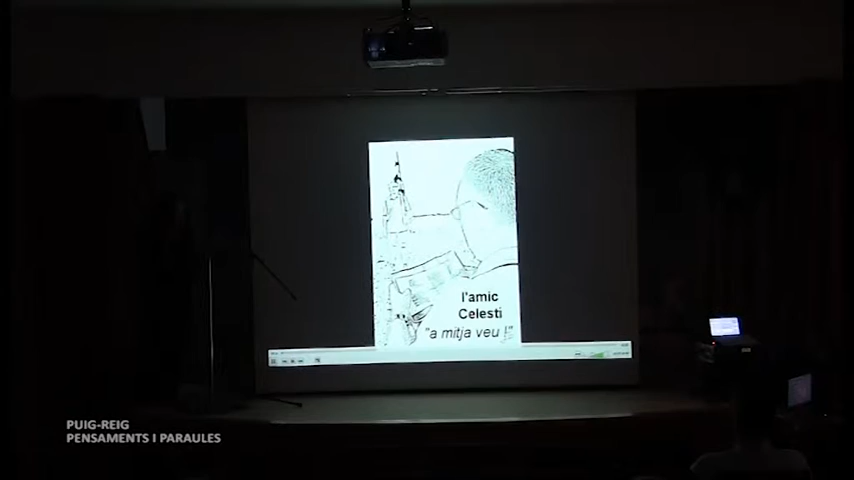 l'amic
Celesti
"a mitja veu !"
PUIG-REIG
PENSAMENTS I PARAULES